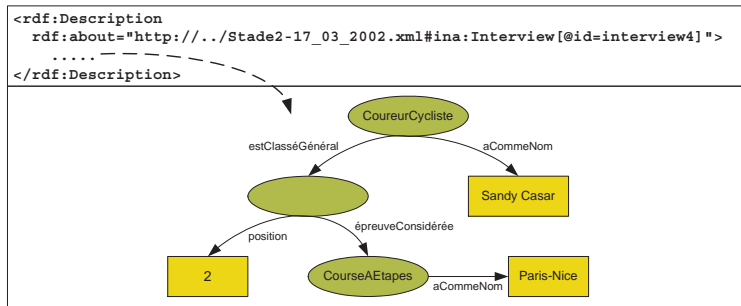 <rdf:Description
rdf:about="http://../Stade2-17_03_2002.xml#ina:Interview[@id=interview4]">
.....
</rdf:Description>
CoureurCycliste
estClasséGénéral
aCommeNom
Sandy Casar
position
épreuveConsidérée
2
CourseAEtapes
aCommeNom
Paris-Nice